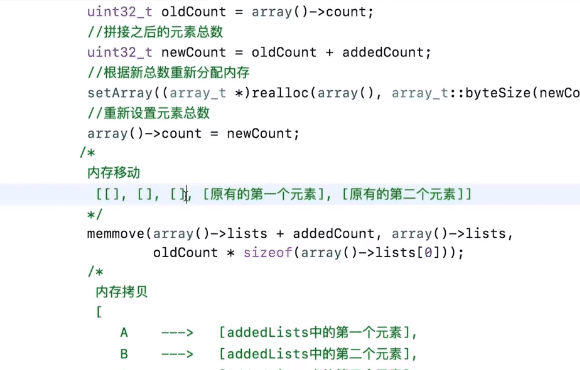 uint32_t oldCount = array()->count;
//拼接之后的元素总数
uint32_t newCount = oldCount + addedCount;
//根据新总数重新分配内存
setArray((array_t *)realloc(array(), array_t::byteSize(newCo
//重新设置元素总数
array()->count = newCount;
/*
内存移动
[[], [], [], [原有的第一个元素], [原有的第二个元素]]
*/
memmove(array()->lists + addedCount, array()->lists,
oldCount * sizeof(array()->lists[0]));
/*
内存拷贝
[
A ---> [addedLists中的第一个元素],
B ---> [addedLists中的第二个元素],